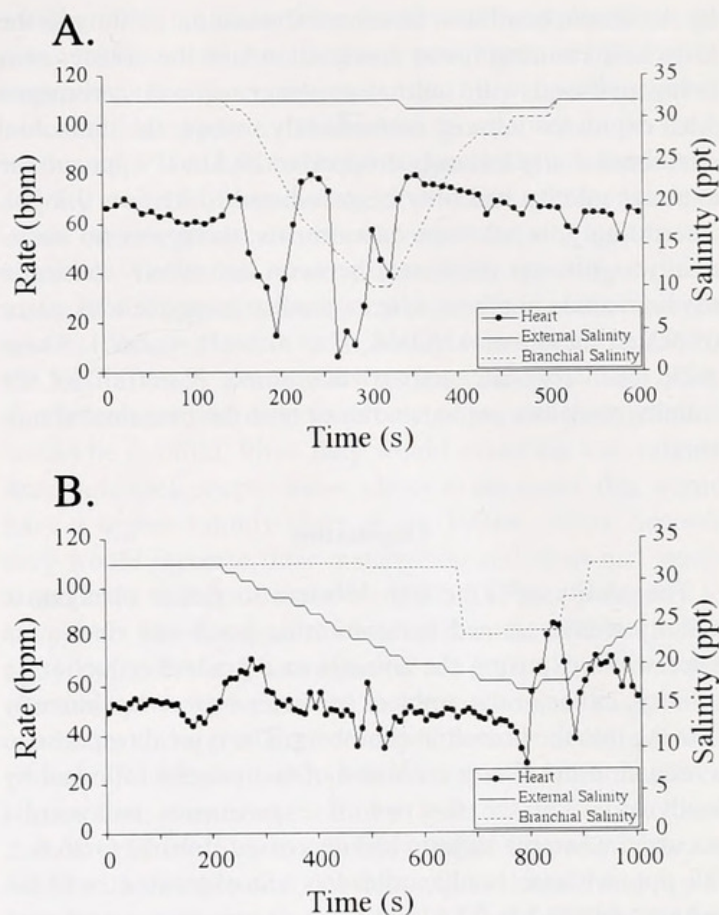 A.
120
100
80
60
40
20
0
Rate (bpm)
35
30
25
20
15
10
5
0
Salinity (ppt)
Heart
External Salinity
Branchial Salinity
0 100 200 300 400 500 600
Time (s)
B.
120
100
80
60
40
20
0
Rate (bpm)
35
30
25
20
15
10
5
0
Salinity (ppt)
Heart
External Salinity
Branchial Salinity
0 200 400 600 800 1000
Time (s)